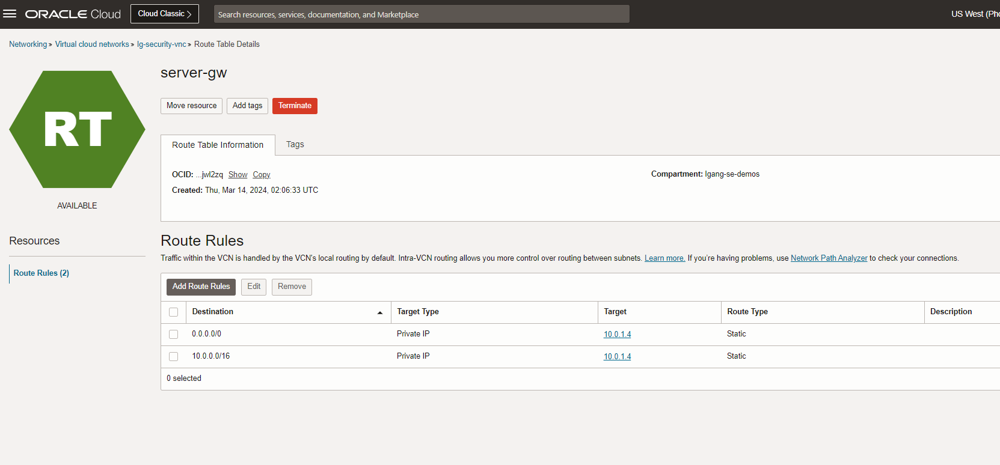 ORACLE Cloud Cloud Classic Search resources, services, documentation, and Marketplace US West (Pho
Networking » Virtual cloud networks » lg-security-vnc » Route Table Details
RT
AVAILABLE
server-gw
Move resource Add tags Terminate
Route Table Information Tags
OCID: ...jwl2zq Show Copy Compartment: lgang-se-demos
Created: Thu, Mar 14, 2024, 02:06:33 UTC
Resources
Route Rules (2)
Route Rules
Traffic within the VCN is handled by the VCN's local routing by default. Intra-VCN routing allows you more control over routing between subnets. Learn more. If you're having problems, use Network Path Analyzer to check your connections.
Add Route Rules Edit Remove
Destination Target Type Target Route Type Description
0.0.0.0/0 Private IP 10.0.1.4 Static
10.0.0.0/16 Private IP 10.0.1.4 Static
0 selected